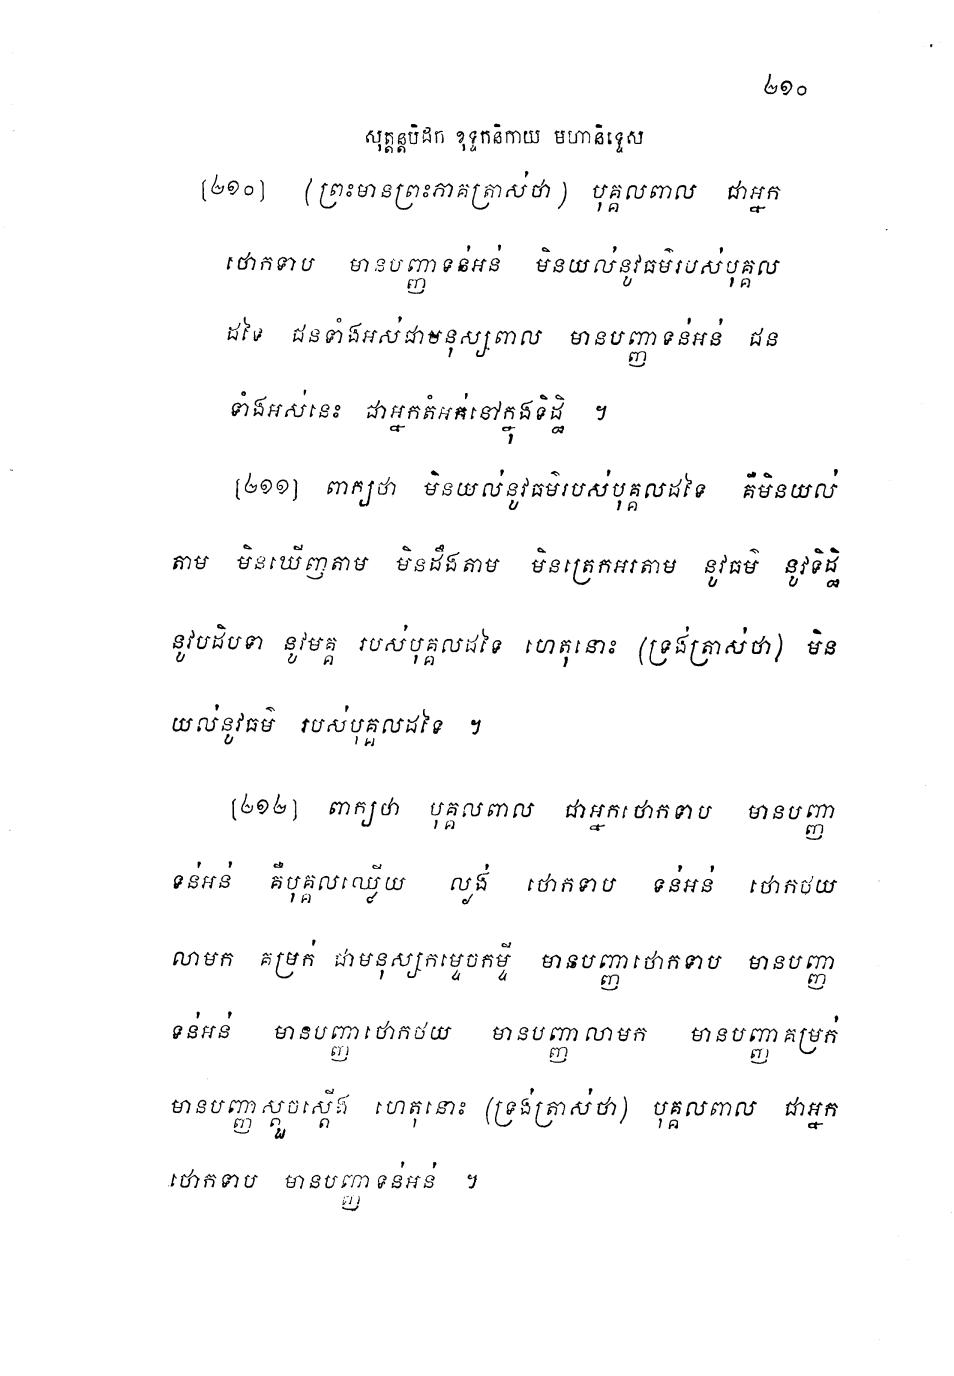 ២១០
សុត្តន្តបិដក ខុទ្ទកនិកាយ មហានិទ្ទេស
[២១០] (ព្រះមានព្រះភាគត្រាស់ថា) បុគ្គលពាល ជាអ្នក
ថោកទាប មានបញ្ញាទន់អន់ មិនយល់នូវធម៌របស់បុគ្គល
ដទៃ ជនទាំងអស់ជាមនុស្សពាល មានបញ្ញាទន់អន់ ជន
ទាំងអស់នេះ ជាអ្នកតំអក់នៅក្នុងទិដ្ឋិ ។
[២១១] ពាក្យថា មិនយល់នូវធម៌របស់បុគ្គលដទៃ គឺមិនយល់
តាម មិនឃើញតាម មិនដឹងតាម មិនត្រេកអរតាម នូវធម៌ នូវទិដ្ឋិ
នូវបដិបទា នូវមគ្គ របស់បុគ្គលដទៃ ហេតុនោះ (ទ្រង់ត្រាស់ថា) មិន
យល់នូវធម៌ របស់បុគ្គលដទៃ ។
[២១២] ពាក្យថា បុគ្គលពាល ជាអ្នកថោកទាប មានបញ្ញា
ទន់អន់ គឺបុគ្គលឈ្មើយ ល្ងង់ ថោកទាប ទន់អន់ ថោកថយ
លាមក គម្រក់ ជាមនុស្សកម្ទេចកម្ទី មានបញ្ញាថោកទាប មានបញ្ញា
ទន់អន់ មានបញ្ញាថោកថយ មានបញ្ញាលាមក មានបញ្ញាគម្រក់
មានបញ្ញាស្តួចស្តើង ហេតុនោះ (ទ្រង់ត្រាស់ថា) បុគ្គលពាល ជាអ្នក
ថោកទាប មានបញ្ញាទន់អន់ ។